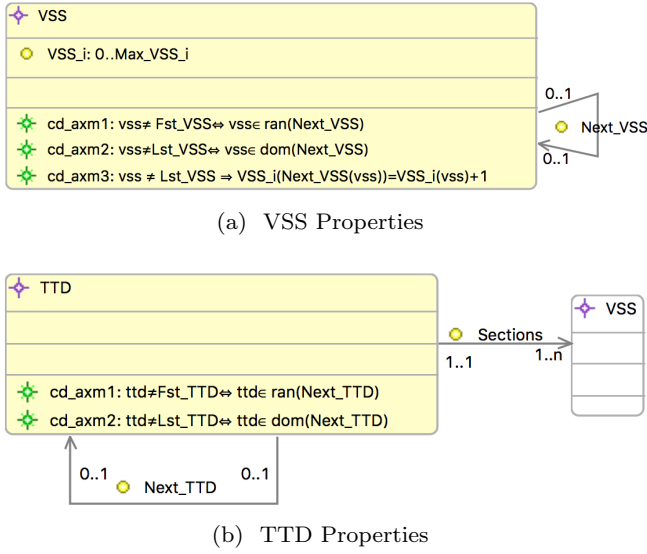 VSS
VSS_i: 0..Max_VSS_i
0..1
cd_axm1: vss≠ Fst_VSS⇔ vss∈ ran(Next_VSS)
Next_VSS
cd_axm2: vss≠Lst_VSS⇔ vss∈ dom(Next_VSS)
0..1
cd_axm3: vss ≠ Lst_VSS ⇒ VSS_i(Next_VSS(vss))=VSS_i(vss)+1
(a) VSS Properties
TTD
VSS
Sections
1..1
1..n
cd_axm1: ttd≠Fst_TTD⇔ ttd∈ ran(Next_TTD)
cd_axm2: ttd≠Lst_TTD⇔ ttd∈ dom(Next_TTD)
0..1
0..1
Next_TTD
(b) TTD Properties